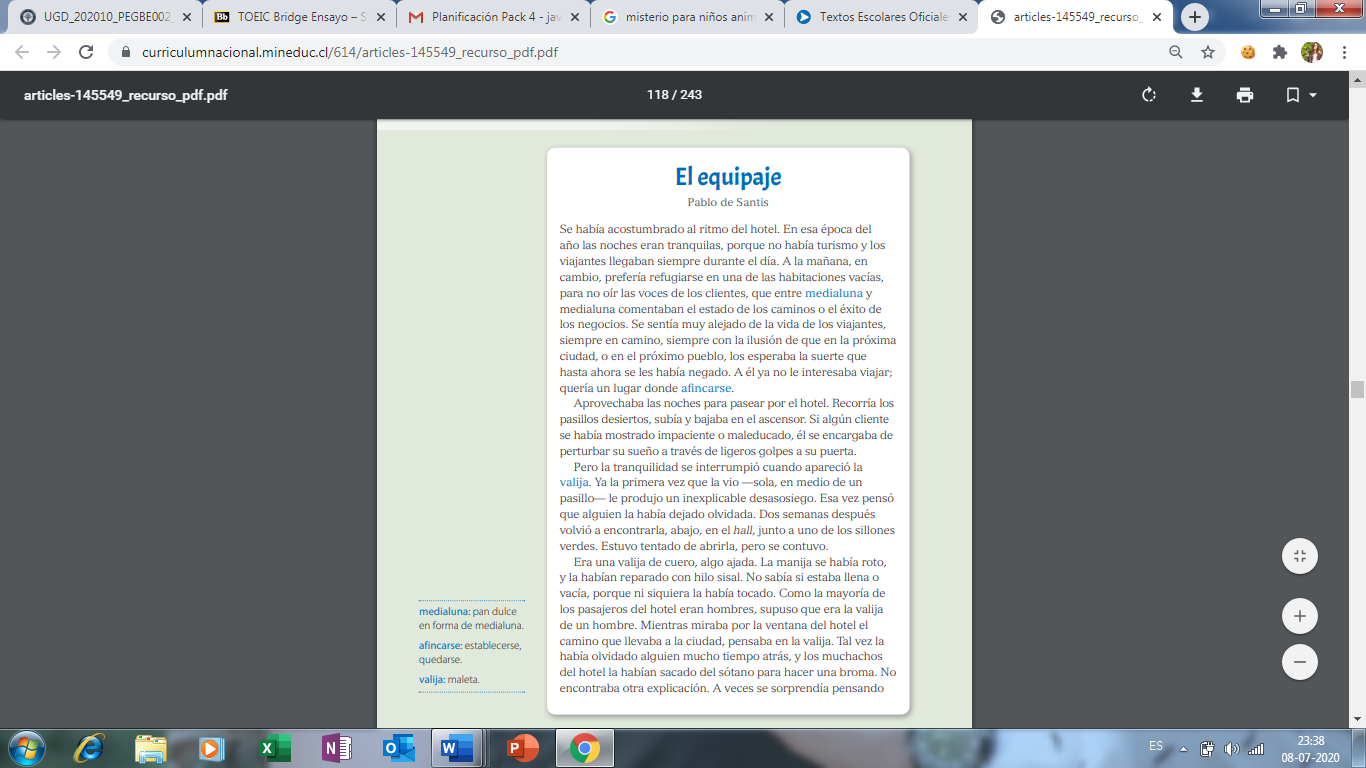 UGD_202010_PEGBE002_
TOEIC Bridge Ensayo – S
Planificación Pack 4 - jav
misterio para niños anim
Textos Escolares Oficiale
articles-145549_recurso_
curriculumnacional.mineduc.cl/614/articles-145549_recurso_pdf.pdf
articles-145549_recurso_pdf.pdf
118 / 243
El equipaje
Pablo de Santis
Se había acostumbrado al ritmo del hotel. En esa época del
año las noches eran tranquilas, porque no había turismo y los
viajantes llegaban siempre durante el día. A la mañana, en
cambio, prefería refugiarse en una de las habitaciones vacías,
para no oír las voces de los clientes, que entre medialuna y
medialuna comentaban el estado de los caminos o el éxito de
los negocios. Se sentía muy alejado de la vida de los viajantes,
siempre en camino, siempre con la ilusión de que en la próxima
ciudad, o en el próximo pueblo, los esperaba la suerte que
hasta ahora se les había negado. A él ya no le interesaba viajar;
quería un lugar donde afincarse.
Aprovechaba las noches para pasear por el hotel. Recorría los
pasillos desiertos, subía y bajaba en el ascensor. Si algún cliente
se había mostrado impaciente o maleducado, él se encargaba de
perturbar su sueño a través de ligeros golpes a su puerta.
Pero la tranquilidad se interrumpió cuando apareció la
valija. Ya la primera vez que la vio —sola, en medio de un
pasillo— le produjo un inexplicable desasosiego. Esa vez pensó
que alguien la había dejado olvidada. Dos semanas después
volvió a encontrarla, abajo, en el hall, junto a uno de los sillones
verdes. Estuvo tentado de abrirla, pero se contuvo.
Era una valija de cuero, algo ajada. La manija se había roto,
y la habían reparado con hilo sisal. No sabía si estaba llena o
vacía, porque ni siquiera la había tocado. Como la mayoría de
los pasajeros del hotel eran hombres, supuso que era la valija
de un hombre. Mientras miraba por la ventana del hotel el
camino que llevaba a la ciudad, pensaba en la valija. Tal vez la
había olvidado alguien mucho tiempo atrás, y los muchachos
del hotel la habían sacado del sótano para hacer una broma. No
encontraba otra explicación. A veces se sorprendía pensando
medialuna: pan dulce
en forma de medialuna.
afincarse: establecerse,
quedarse.
valija: maleta.
ES
23:38
08-07-2020